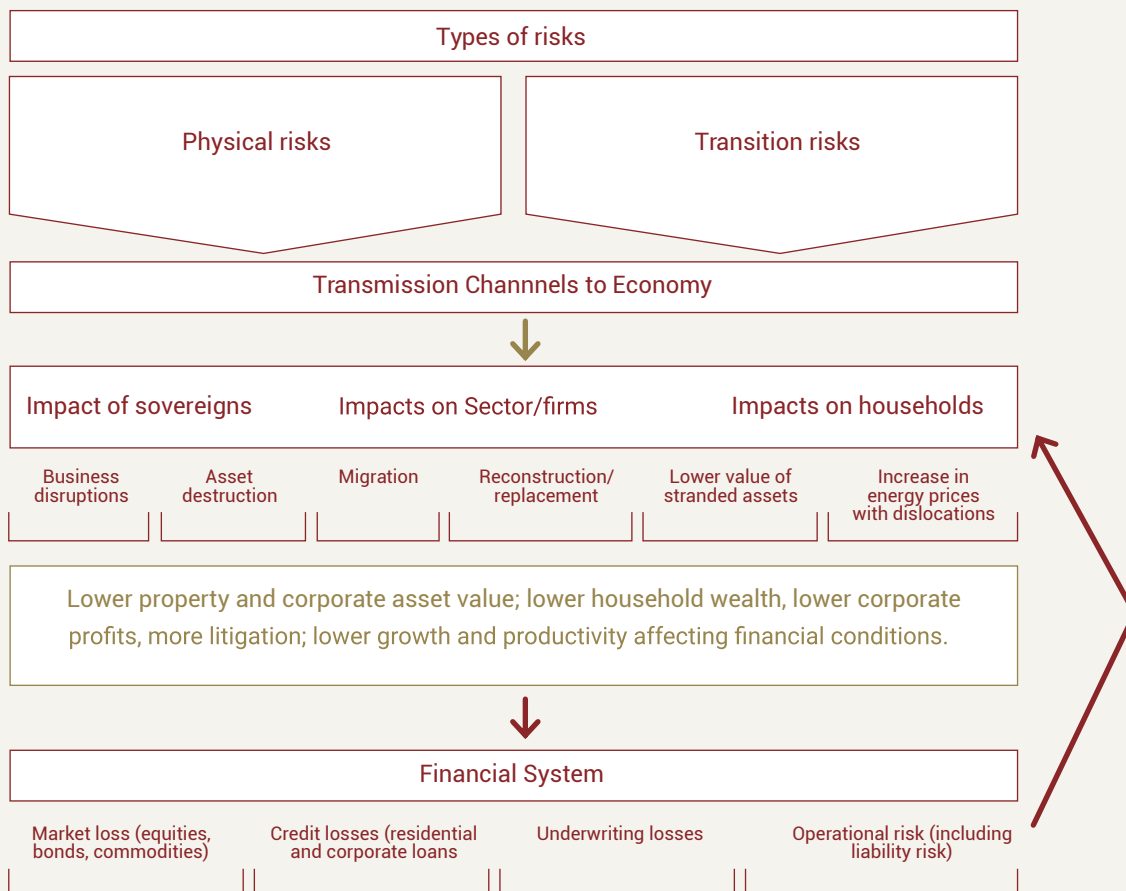 Types of risks
Physical risks
Transition risks
Transmission Channnels to Economy
Impact of sovereigns
Impacts on Sector/firms
Impacts on households
Business
disruptions
Asset
destruction
Migration
Reconstruction/
replacement
Lower value of
stranded assets
Increase in
energy prices
with dislocations
Lower property and corporate asset value; lower household wealth, lower corporate
profits, more litigation; lower growth and productivity affecting financial conditions.
Financial System
Market loss (equities,
bonds, commodities)
Credit losses (residential
and corporate loans
Underwriting losses
Operational risk (including
liability risk)